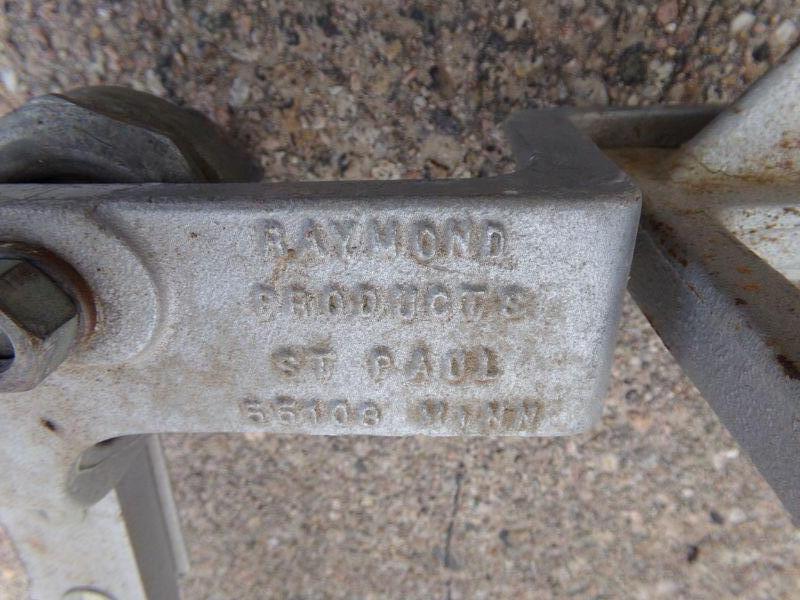 RAYMOND
PRODUCTS
ST PAUL
55108 MINN